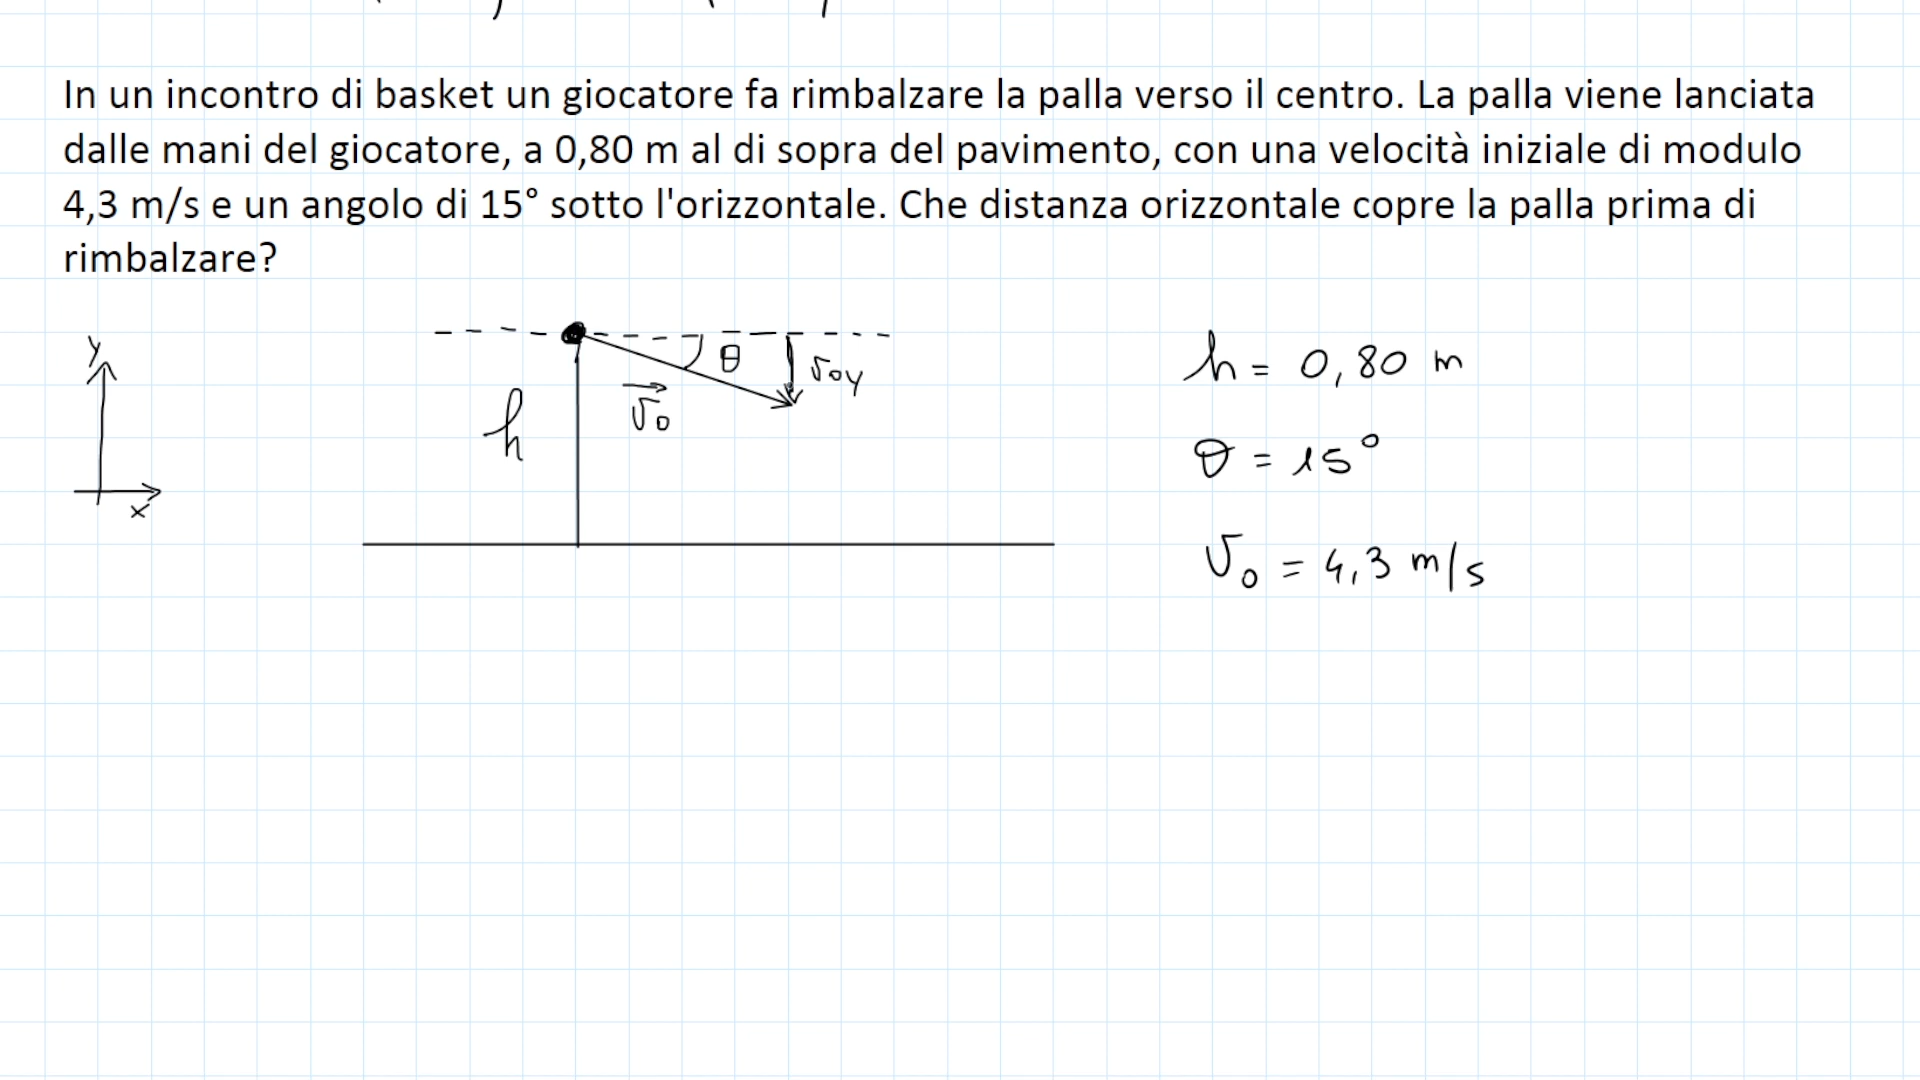 In un incontro di basket un giocatore fa rimbalzare la palla verso il centro. La palla viene lanciata
dalle mani del giocatore, a 0,80 m al di sopra del pavimento, con una velocità iniziale di modulo
4,3 m/s e un angolo di 15° sotto l'orizzontale. Che distanza orizzontale copre la palla prima di
rimbalzare?
y
x
h
θ
v₀
v₀y
h = 0,80 m
θ = 15°
v₀ = 4,3 m/s